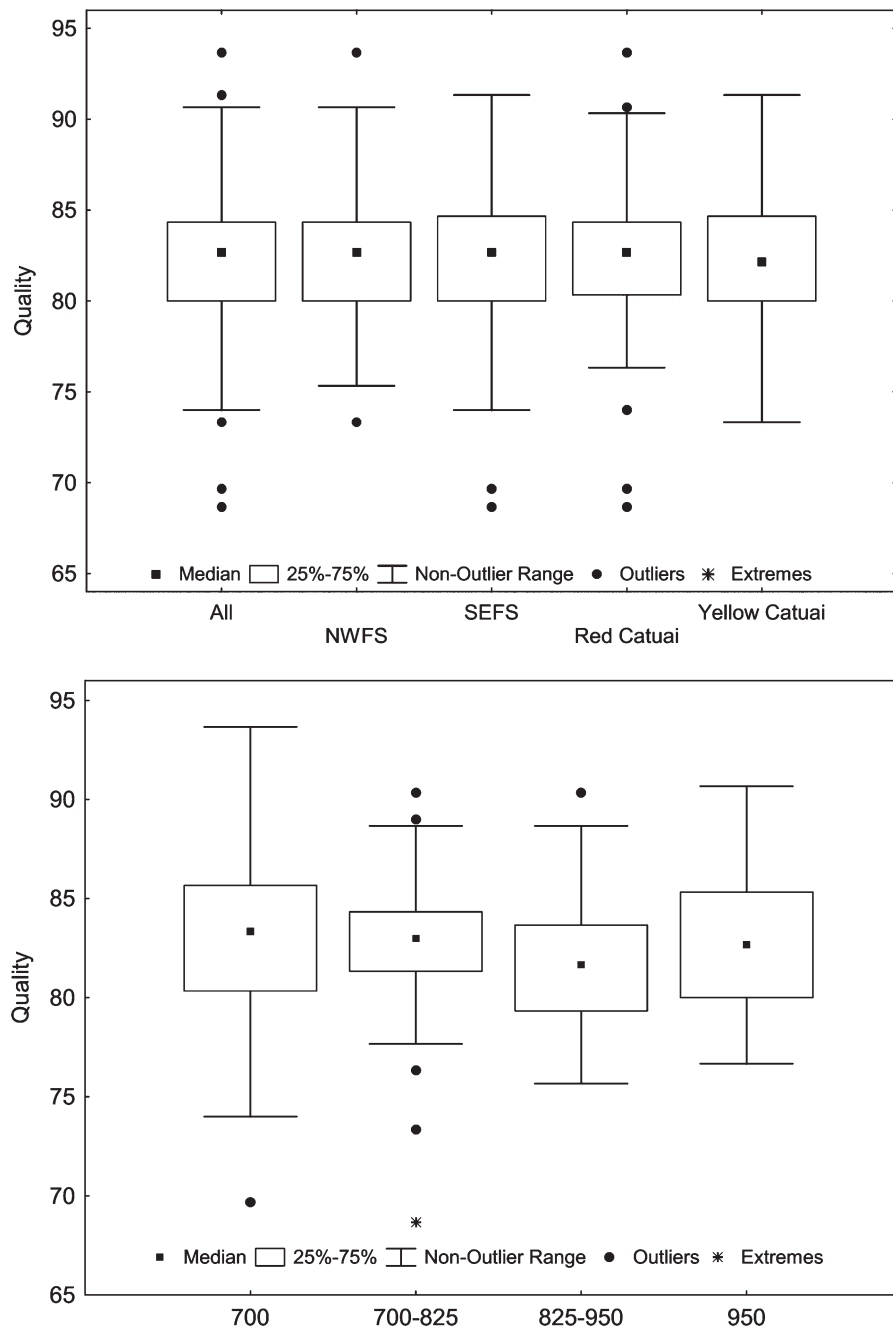 95
90
85
80
75
70
65
Quality
Median 25%-75% Non-Outlier Range Outliers Extremes
All
NWFS
SEFS
Red Catuai
Yellow Catuai
95
90
85
80
75
70
65
Quality
Median 25%-75% Non-Outlier Range Outliers Extremes
700
700-825
825-950
950